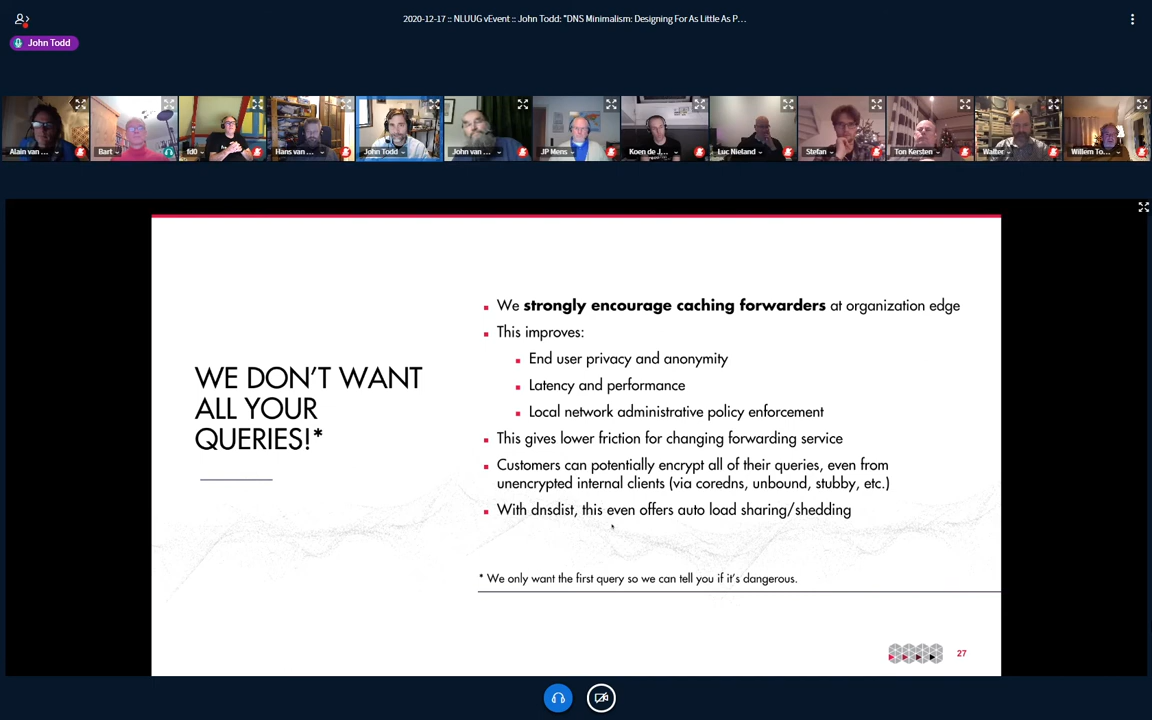 2020-12-17 :: NLUUG vEvent :: John Todd: "DNS Minimalism: Designing For As Little As P...
John Todd
Alain van ...
Bart
fd0
Hans van ...
John Todd
John van ...
JP Mens
Koen de J...
Luc Nieland
Stefan
Ton Kersten
Walter
Willem To...
WE DON'T WANT
ALL YOUR
QUERIES!*
We strongly encourage caching forwarders at organization edge
This improves:
End user privacy and anonymity
Latency and performance
Local network administrative policy enforcement
This gives lower friction for changing forwarding service
Customers can potentially encrypt all of their queries, even from
unencrypted internal clients (via coredns, unbound, stubby, etc.)
With dnsdist, this even offers auto load sharing/shedding
* We only want the first query so we can tell you if it's dangerous.
27